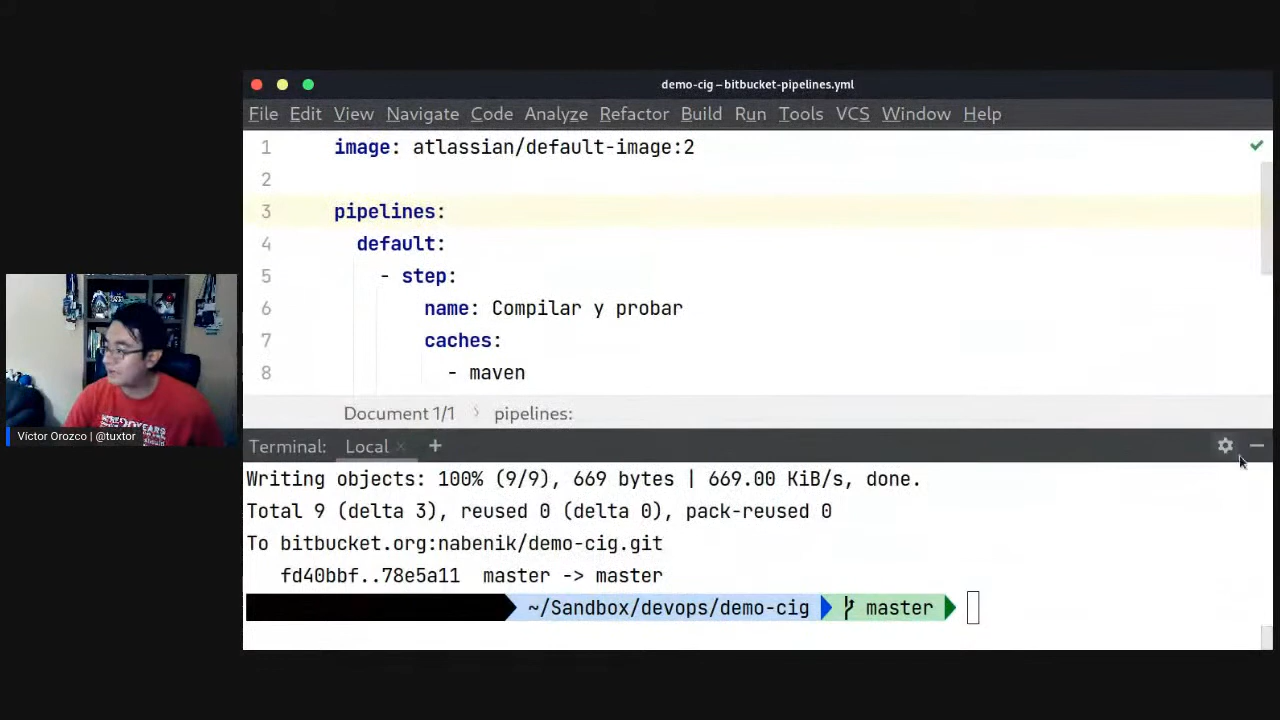 demo-cig – bitbucket-pipelines.yml
File Edit View Navigate Code Analyze Refactor Build Run Tools VCS Window Help
1 image: atlassian/default-image:2
2
3 pipelines:
4 default:
5 - step:
6 name: Compilar y probar
7 caches:
8 - maven
Document 1/1 pipelines:
Terminal: Local × +
Writing objects: 100% (9/9), 669 bytes | 669.00 KiB/s, done.
Total 9 (delta 3), reused 0 (delta 0), pack-reused 0
To bitbucket.org:nabenik/demo-cig.git
fd40bbf..78e5a11 master -> master
~/Sandbox/devops/demo-cig master
YEARS
Víctor Orozco | @tuxtor